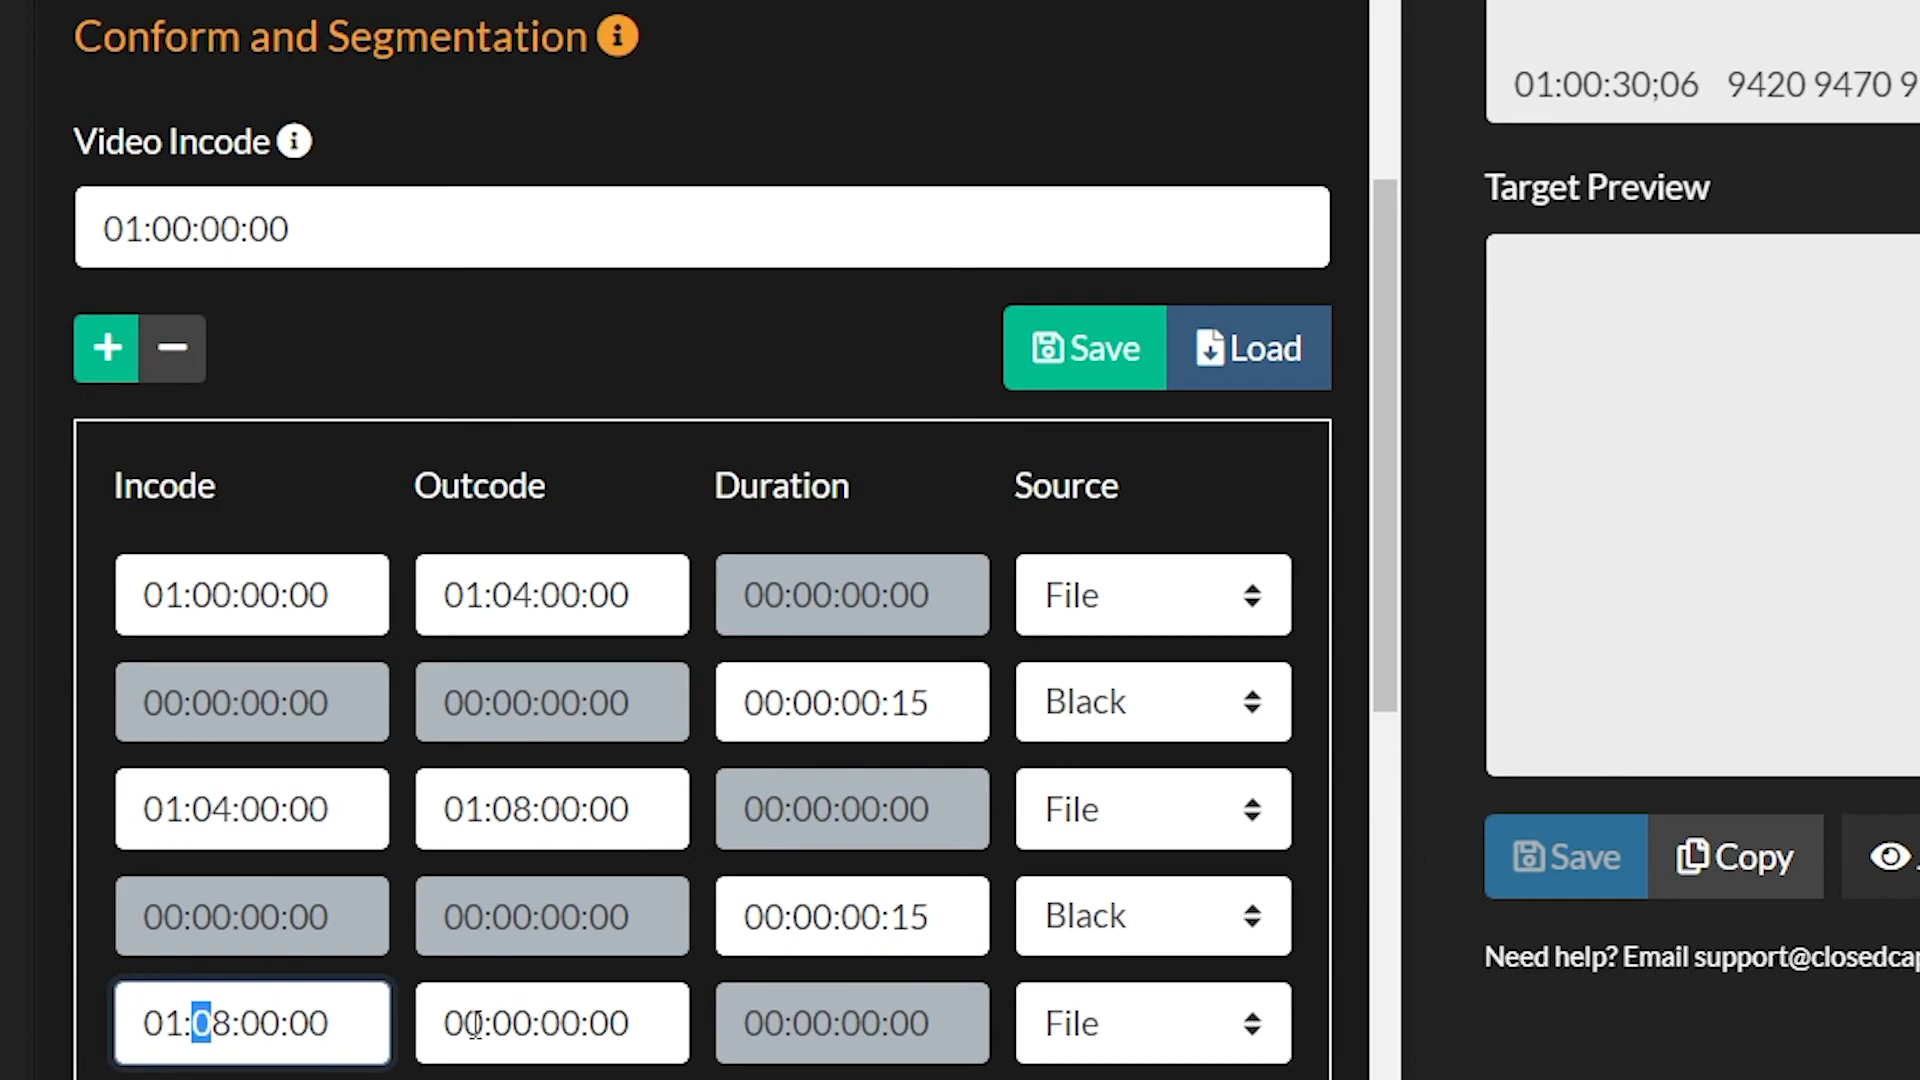 Conform and Segmentation
Video Incode
01:00:00:00
Save
Load
Incode Outcode Duration Source
01:00:00:00 01:04:00:00 00:00:00:00 File
00:00:00:00 00:00:00:00 00:00:00:15 Black
01:04:00:00 01:08:00:00 00:00:00:00 File
00:00:00:00 00:00:00:00 00:00:00:15 Black
01:08:00:00 00:00:00:00 00:00:00:00 File
01:00:30;06 9420 9470 9
Target Preview
Save
Copy
Need help? Email support@closedcap